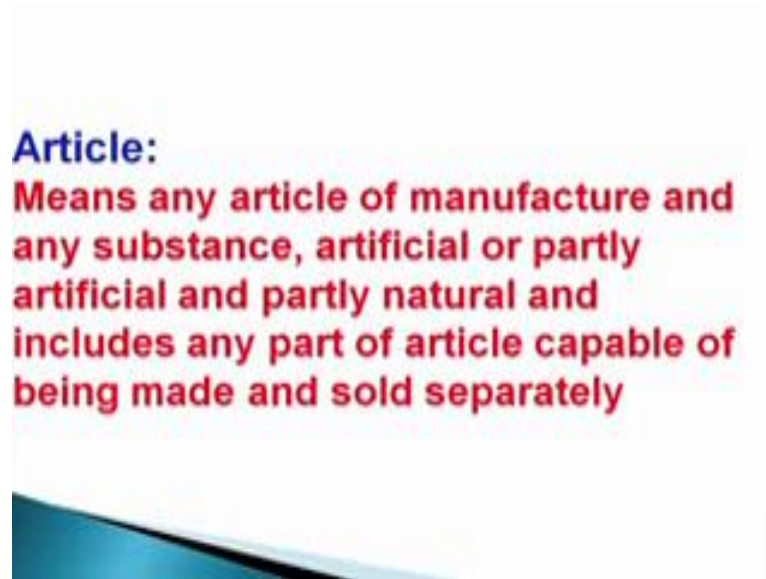 Article:
Means any article of manufacture and
any substance, artificial or partly
artificial and partly natural and
includes any part of article capable of
being made and sold separately